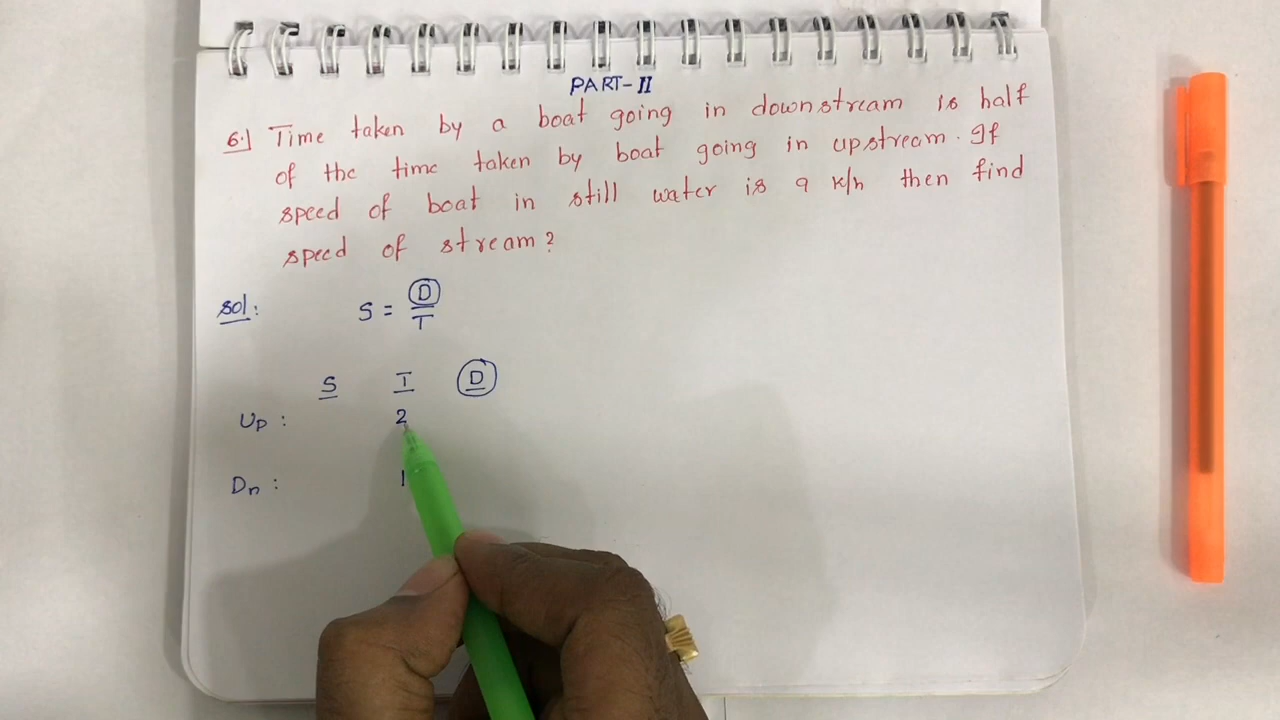 PART-II
6.) Time taken by a boat going in downstream is half
of the time taken by boat going in upstream. If
speed of boat in still water is 9 k/h then find
speed of stream?
Sol: S = D/T
S T D
Up: 2
Dn: 1